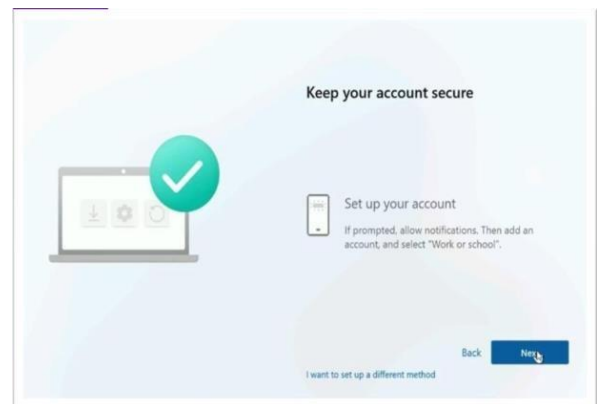 Keep your account secure
Set up your account
If prompted, allow notifications. Then add an
account, and select "Work or school".
Back
Next
I want to set up a different method